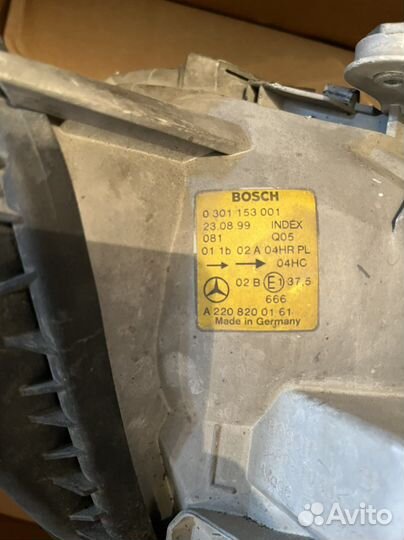 BOSCH
0 301 153 001
23.08.99 INDEX
081 Q05
01 1b 02 A 04HR PL
04HC
02 B E1 37,5
666
A 220 820 01 61
Made in Germany
Avito